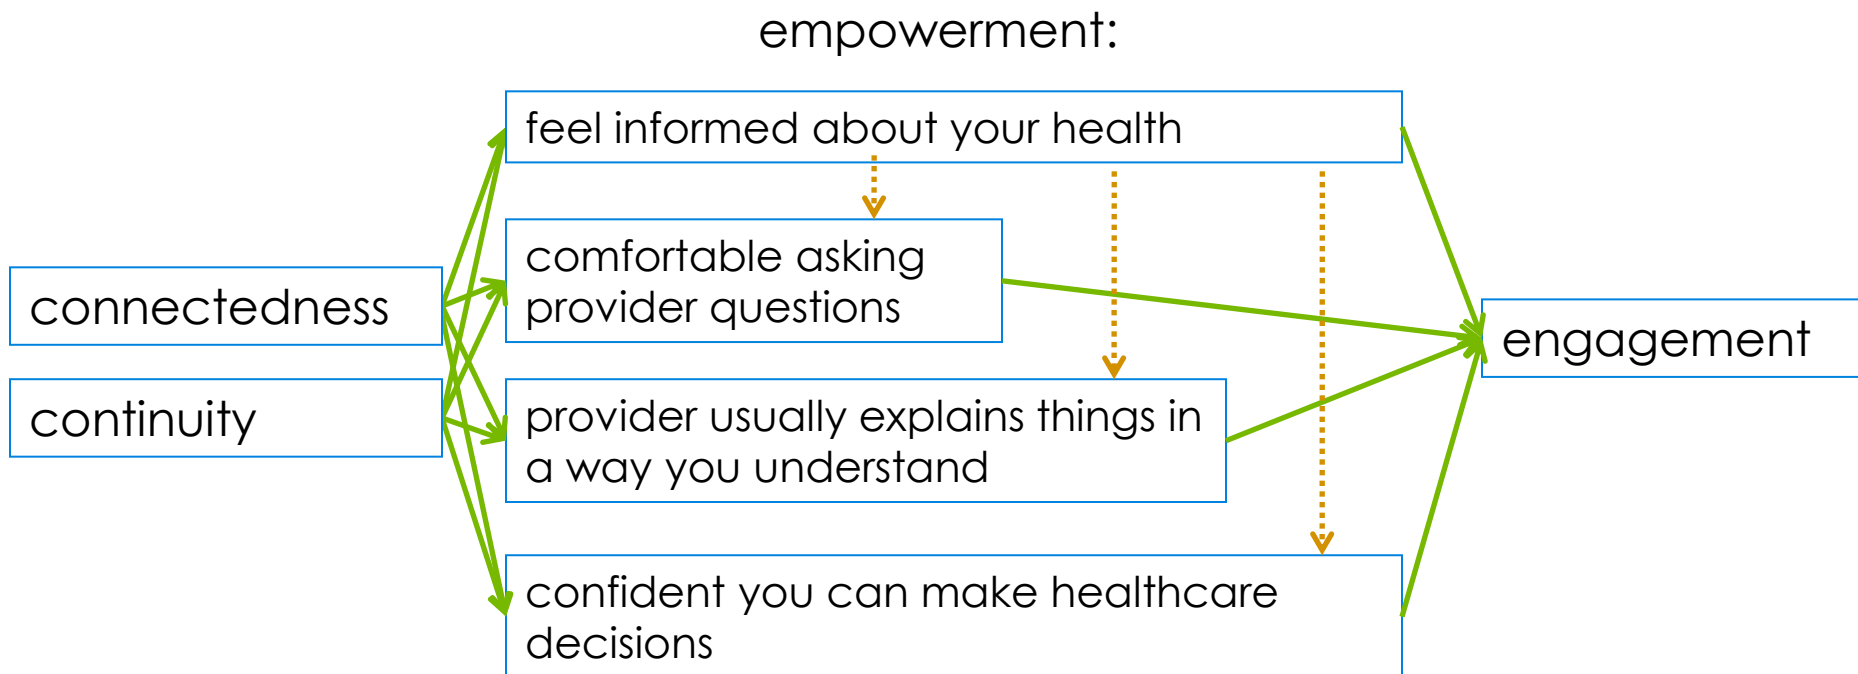 empowerment:
feel informed about your health
comfortable asking
provider questions
connectedness
continuity
provider usually explains things in
a way you understand
confident you can make healthcare
decisions
engagement